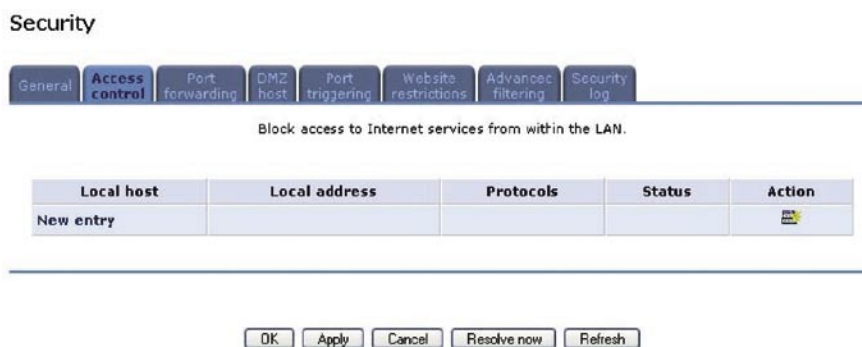 Security
General
Access control
Port forwarding
DMZ host
Port triggering
Website restrictions
Advanced filtering
Security log
Block access to Internet services from within the LAN.
Local host Local address Protocols Status Action
New entry
OK Apply Cancel Resolve now Refresh